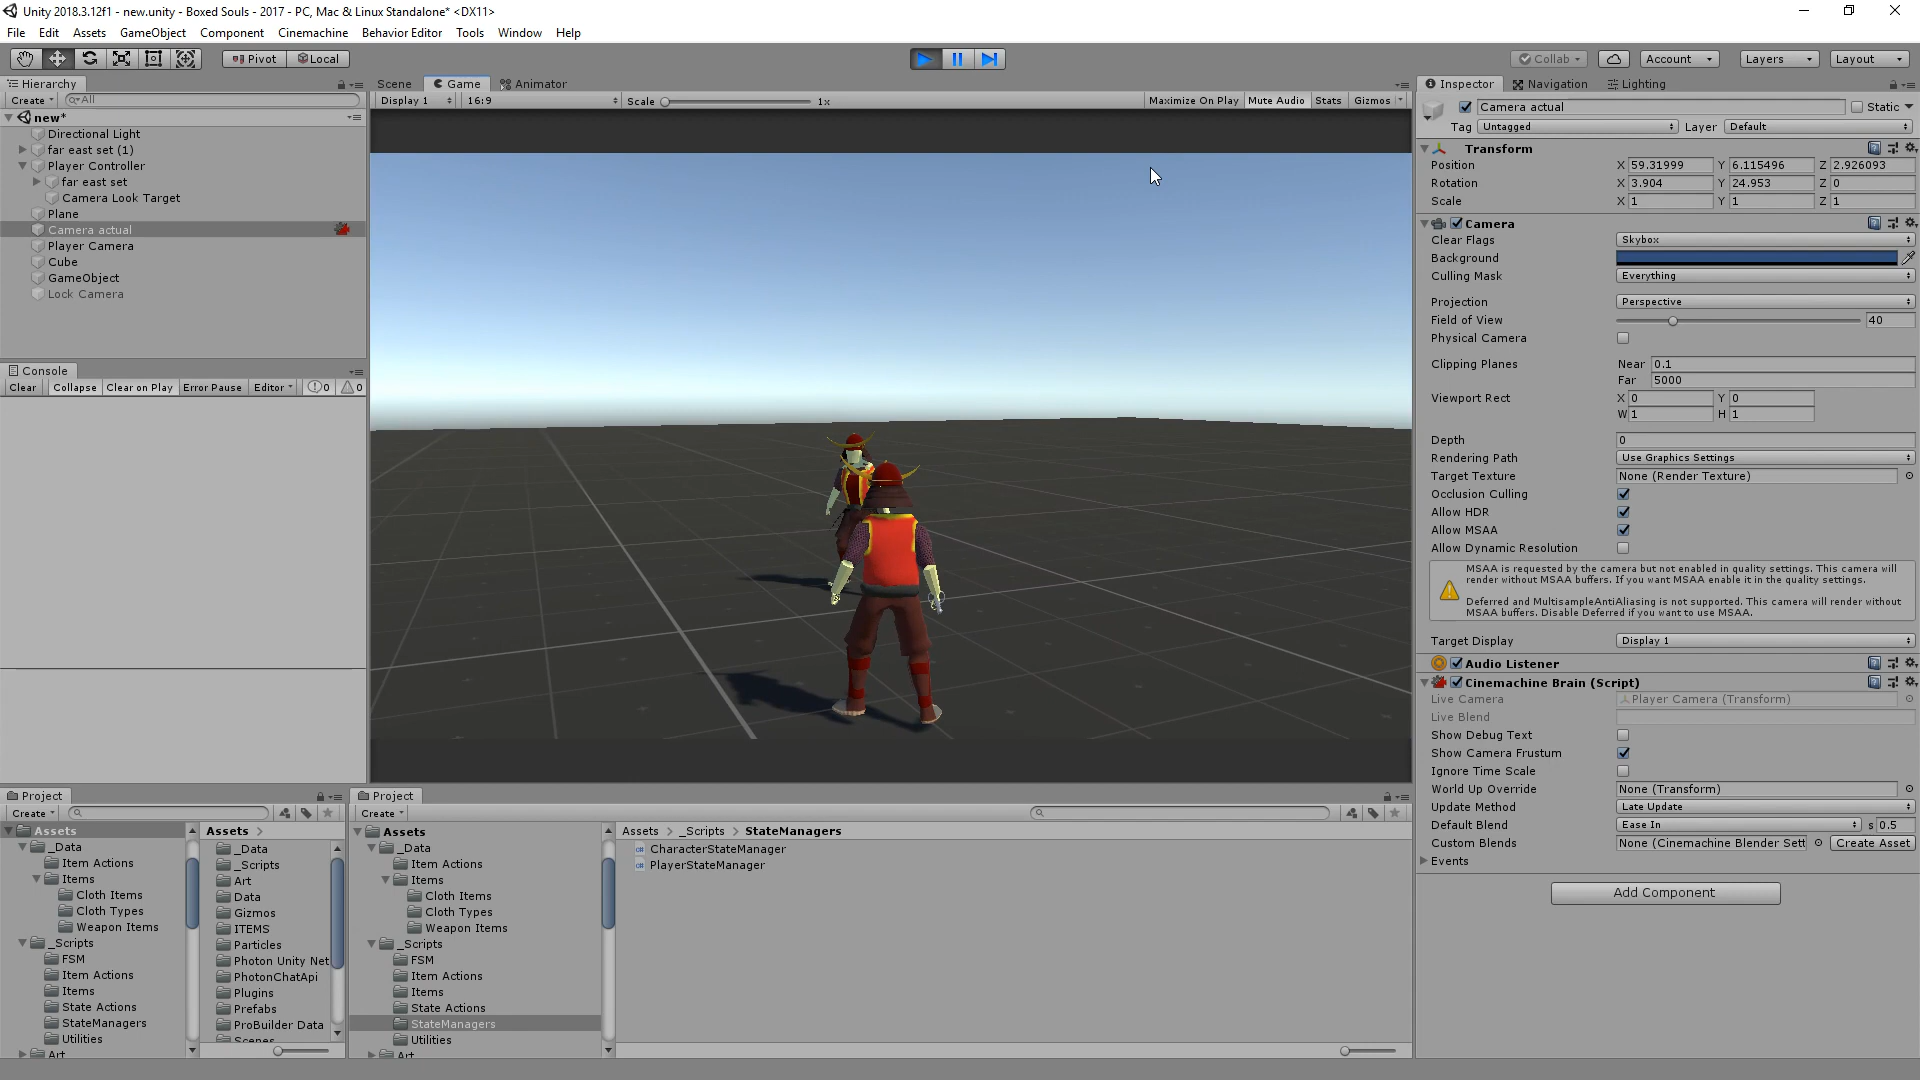 Unity 2018.3.12f1 - new.unity - Boxed Souls - 2017 - PC, Mac & Linux Standalone* <DX11>
File Edit Assets GameObject Component Cinemachine Behavior Editor Tools Window Help
Pivot Local Collab Account Layers Layout
Hierarchy
Create All
new*
Directional Light
far east set (1)
Player Controller
far east set
Camera Look Target
Plane
Camera actual
Player Camera
Cube
GameObject
Lock Camera
Console
Clear Collapse Clear on Play Error Pause Editor 0 0
Scene Game Animator
Display 1 16:9 Scale 1x Maximize On Play Mute Audio Stats Gizmos
Inspector Navigation Lighting
Camera actual Static
Tag Untagged Layer Default
Transform
Position X 59.31999 Y 6.115496 Z 2.926093
Rotation X 3.904 Y 24.953 Z 0
Scale X 1 Y 1 Z 1
Camera
Clear Flags Skybox
Background
Culling Mask Everything
Projection Perspective
Field of View 40
Physical Camera
Clipping Planes Near 0.1
Far 5000
Viewport Rect X 0 Y 0
W 1 H 1
Depth 0
Rendering Path Use Graphics Settings
Target Texture None (Render Texture)
Occlusion Culling
Allow HDR
Allow MSAA
Allow Dynamic Resolution
MSAA is requested by the camera but not enabled in quality settings. This camera will
render without MSAA buffers. If you want MSAA enable it in the quality settings.
Deferred and MultisampleAntiAliasing is not supported. This camera will render without
MSAA buffers. Disable Deferred if you want to use MSAA.
Target Display Display 1
Audio Listener
Cinemachine Brain (Script)
Live Camera Player Camera (Transform)
Live Blend
Show Debug Text
Show Camera Frustum
Ignore Time Scale
World Up Override None (Transform)
Update Method Late Update
Default Blend Ease In s 0.5
Custom Blends None (Cinemachine Blender Sett Create Asset
Events
Add Component
Project
Create
Assets
_Data
Item Actions
Items
Cloth Items
Cloth Types
Weapon Items
_Scripts
FSM
Item Actions
Items
State Actions
StateManagers
Utilities
Art
Assets
_Data
_Scripts
Art
Data
Gizmos
ITEMS
Particles
Photon Unity Net
PhotonChatApi
Plugins
Prefabs
ProBuilder Data
Scenes
Project
Create
Assets
_Data
Item Actions
Items
Cloth Items
Cloth Types
Weapon Items
_Scripts
FSM
Item Actions
Items
State Actions
StateManagers
Utilities
Art
Assets _Scripts StateManagers
CharacterStateManager
PlayerStateManager